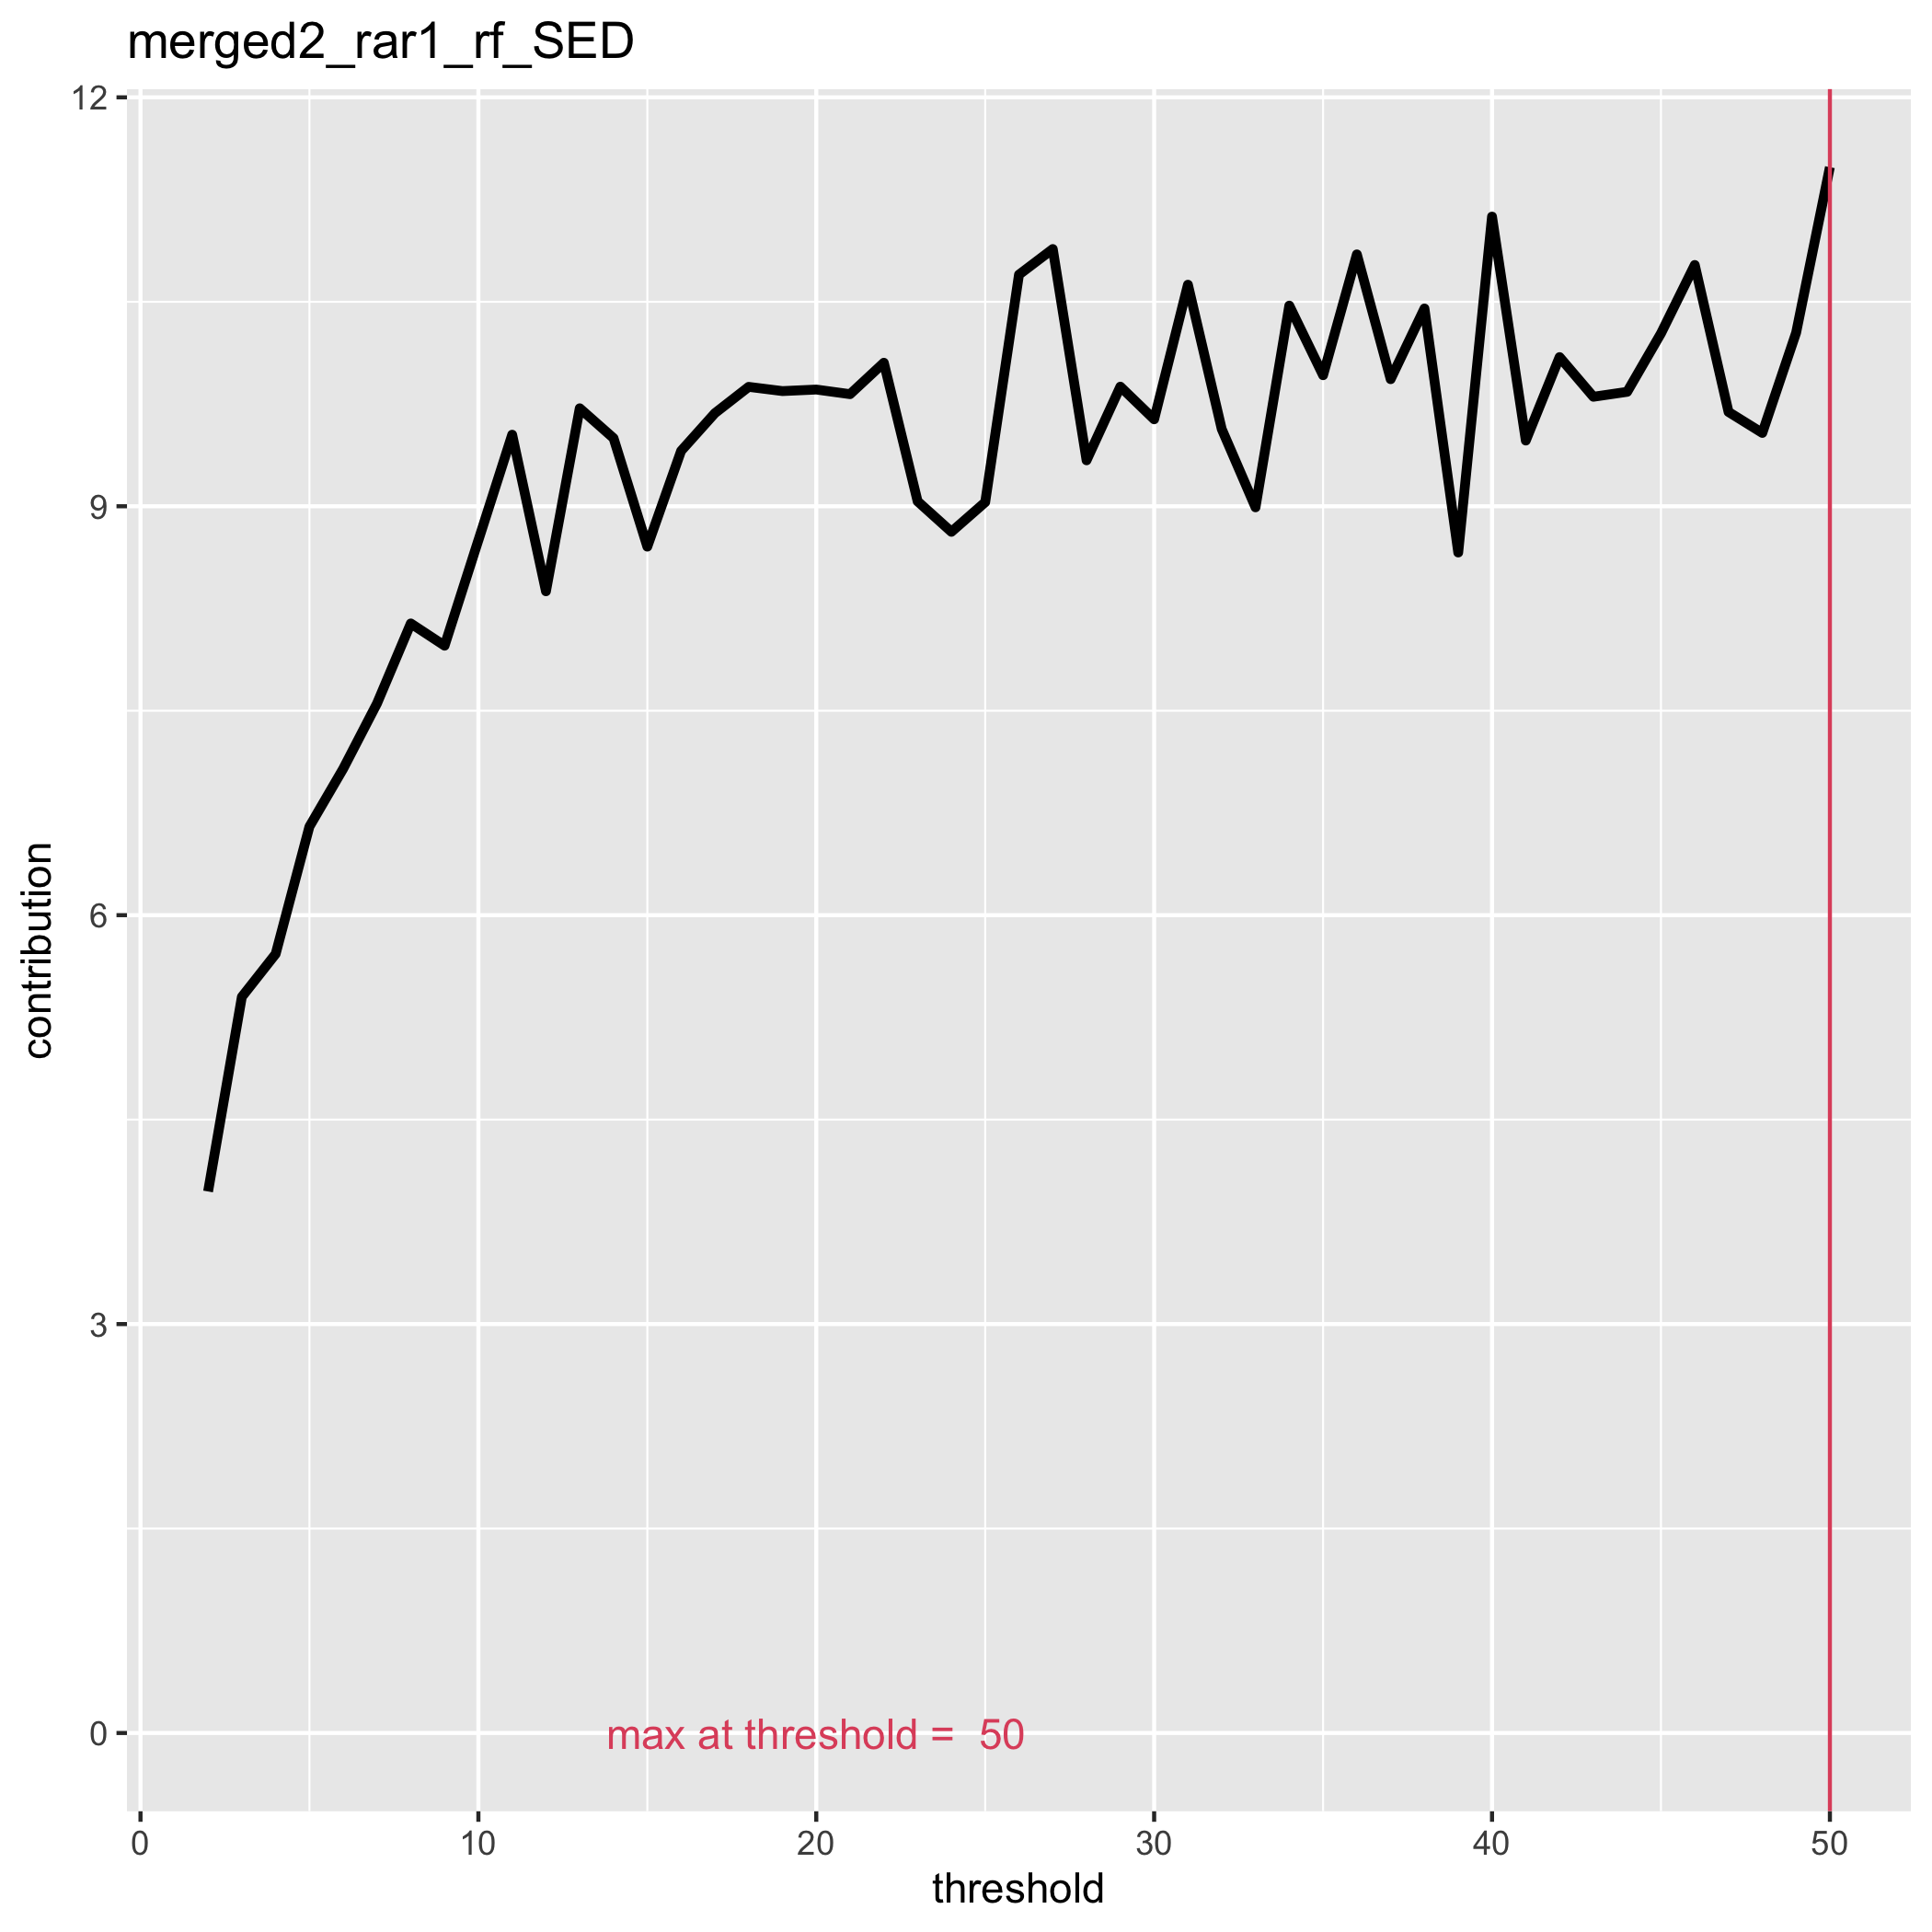 merged2_rar1_rf_SED
12
9
6
3
0
contribution
max at threshold =  50
0 10 20 30 40 50
threshold